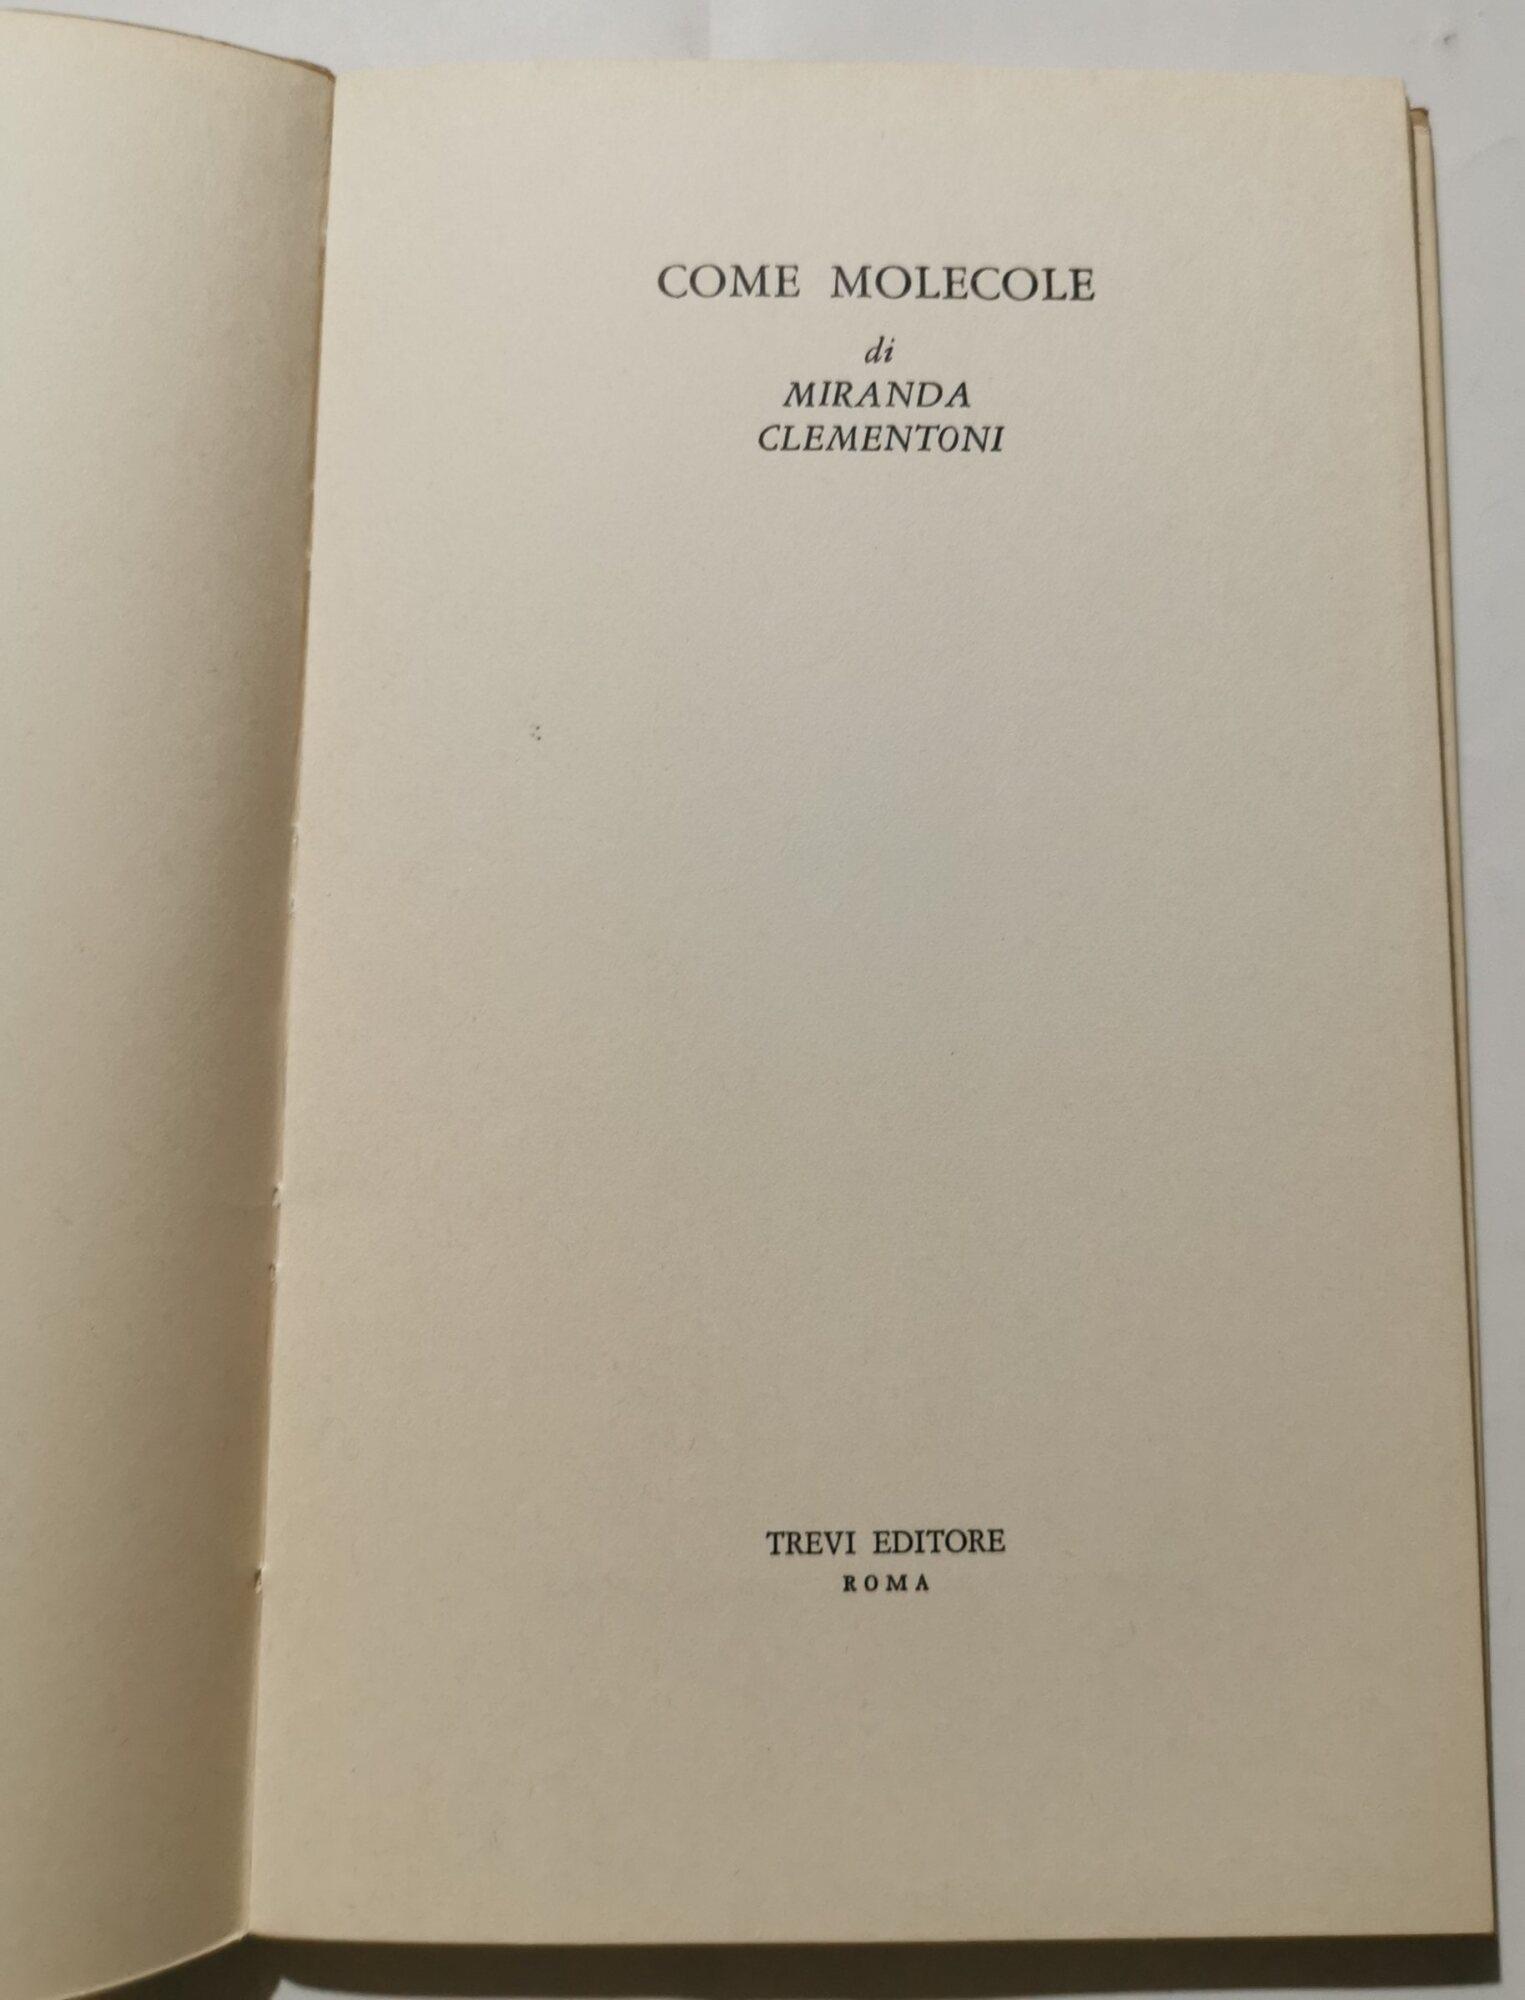 COME MOLECOLE
di
MIRANDA
CLEMENTONI
TREVI EDITORE
ROMA